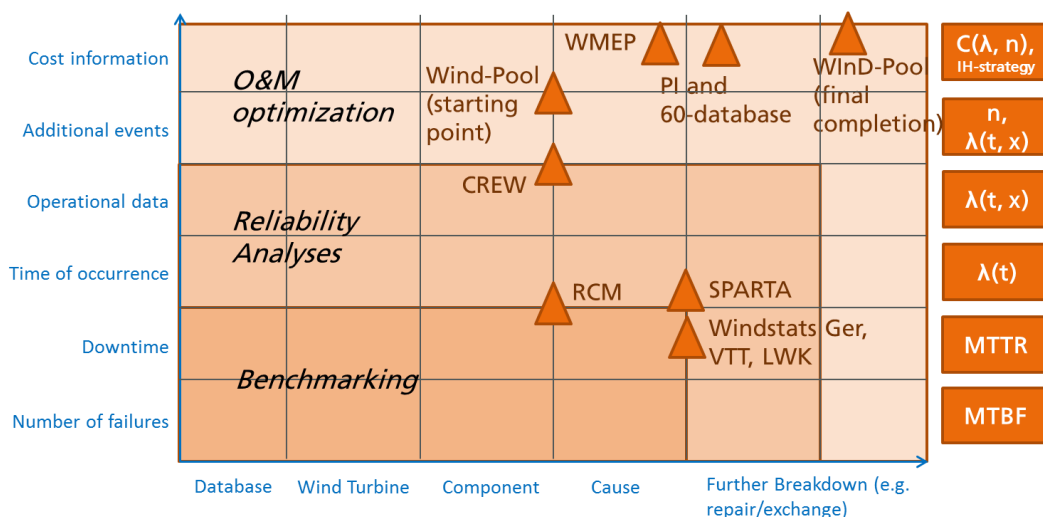 Cost information
Additional events
Operational data
Time of occurrence
Downtime
Number of failures
O&M
optimization
Reliability
Analyses
Benchmarking
WMEP
Wind-Pool
(starting
point)
PI and
60-database
WInD-Pool
(final
completion)
CREW
RCM
SPARTA
Windstats Ger,
VTT, LWK
C(λ, n),
IH-strategy
n,
λ(t, x)
λ(t, x)
λ(t)
MTTR
MTBF
Database
Wind Turbine
Component
Cause
Further Breakdown (e.g.
repair/exchange)